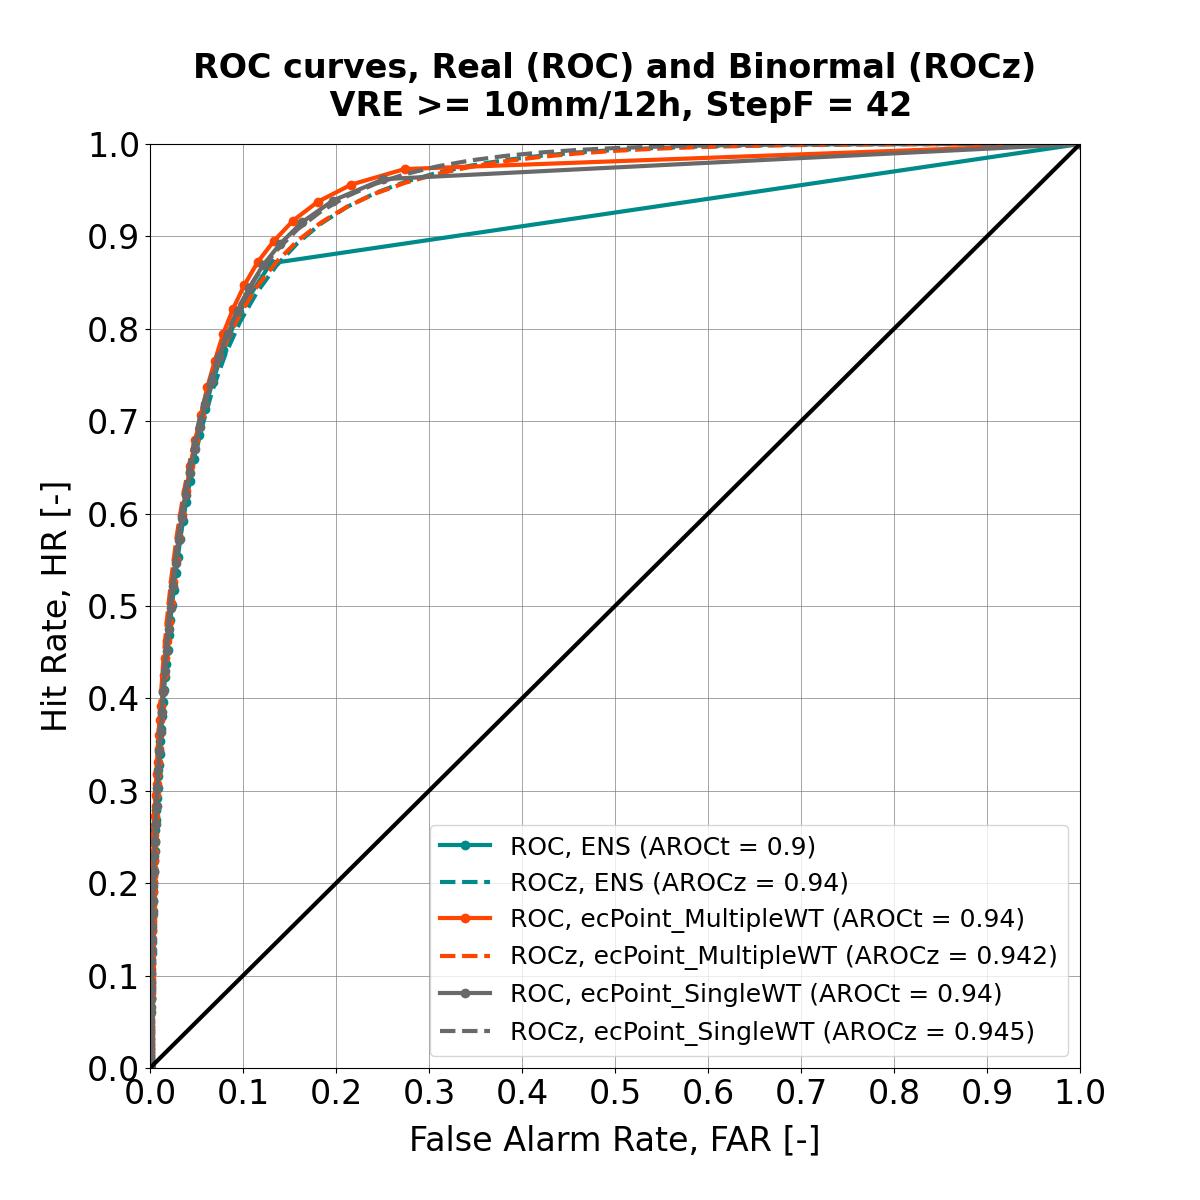 ROC curves, Real (ROC) and Binormal (ROCz)
VRE >= 10mm/12h, StepF = 42
1.0
0.9
0.8
0.7
0.6
0.5
0.4
0.3
0.2
0.1
0.0
Hit Rate, HR [-]
ROC, ENS (AROCt = 0.9)
ROCz, ENS (AROCz = 0.94)
ROC, ecPoint_MultipleWT (AROCt = 0.94)
ROCz, ecPoint_MultipleWT (AROCz = 0.942)
ROC, ecPoint_SingleWT (AROCt = 0.94)
ROCz, ecPoint_SingleWT (AROCz = 0.945)
0.0 0.1 0.2 0.3 0.4 0.5 0.6 0.7 0.8 0.9 1.0
False Alarm Rate, FAR [-]